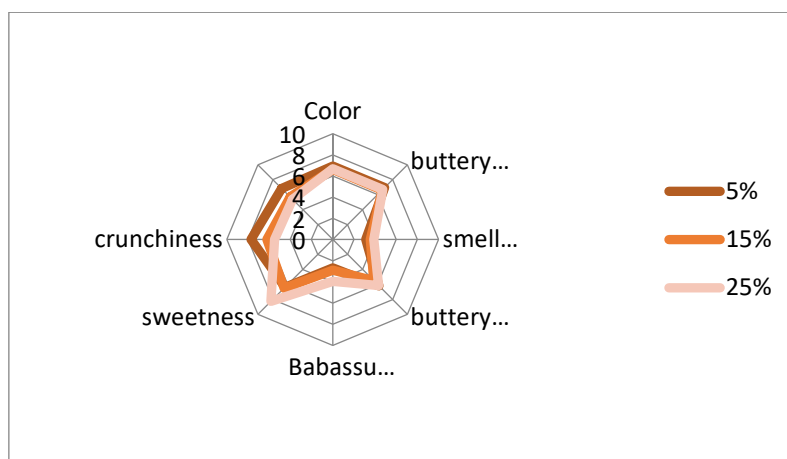 Color
10
8
6
4
2
0
buttery...
smell...
buttery...
Babassu...
sweetness
crunchiness
5%
15%
25%